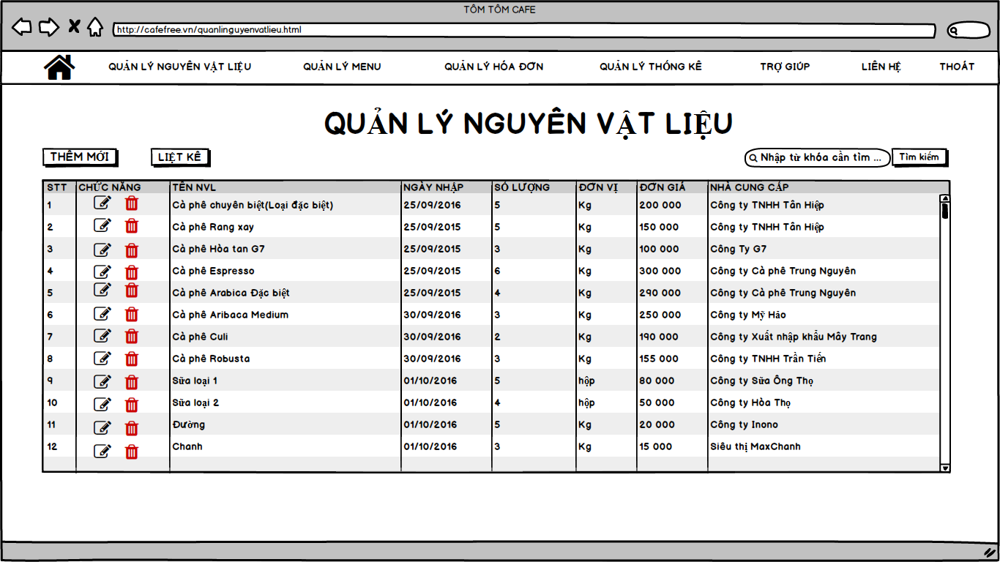 TÔM TÔM CAFE
http://cafefree.vn/quanlinguyenvatlieu.html
QUẢN LÝ NGUYÊN VẬT LIỆU QUẢN LÝ MENU QUẢN LÝ HÓA ĐƠN QUẢN LÝ THỐNG KÊ TRỢ GIÚP LIÊN HỆ THOÁT
QUẢN LÝ NGUYÊN VẬT LIỆU
THÊM MỚI LIỆT KÊ Nhập từ khóa cần tìm ... Tìm kiếm
STT CHỨC NĂNG TÊN NVL NGÀY NHẬP SỐ LƯỢNG ĐƠN VỊ ĐƠN GIÁ NHÀ CUNG CẤP
1 Cà phê chuyên biệt(Loại đặc biệt) 25/09/2016 5 Kg 200 000 Công ty TNHH Tân Hiệp
2 Cà phê Rang xay 25/09/2015 5 Kg 150 000 Công ty TNHH Tân Hiệp
3 Cà phê Hòa tan G7 25/09/2015 3 Kg 100 000 Công Ty G7
4 Cà phê Espresso 25/09/2015 6 Kg 300 000 Công ty Cà phê Trung Nguyên
5 Cà phê Arabica Đặc biệt 25/09/2015 4 Kg 290 000 Công ty Cà phê Trung Nguyên
6 Cà phê Aribaca Medium 30/09/2016 3 Kg 250 000 Công ty Mỹ Hảo
7 Cà phê Culi 30/09/2016 2 Kg 190 000 Công ty Xuất nhập khẩu Mây Trang
8 Cà phê Robusta 30/09/2016 3 Kg 155 000 Công ty TNHH Trần Tiến
9 Sữa loại 1 01/10/2016 5 hộp 80 000 Công ty Sữa Ông Thọ
10 Sữa loại 2 01/10/2016 4 hộp 50 000 Công ty Hòa Thọ
11 Đường 01/10/2016 5 Kg 20 000 Công ty Inono
12 Chanh 01/10/2016 3 Kg 15 000 Siêu thị MaxChanh